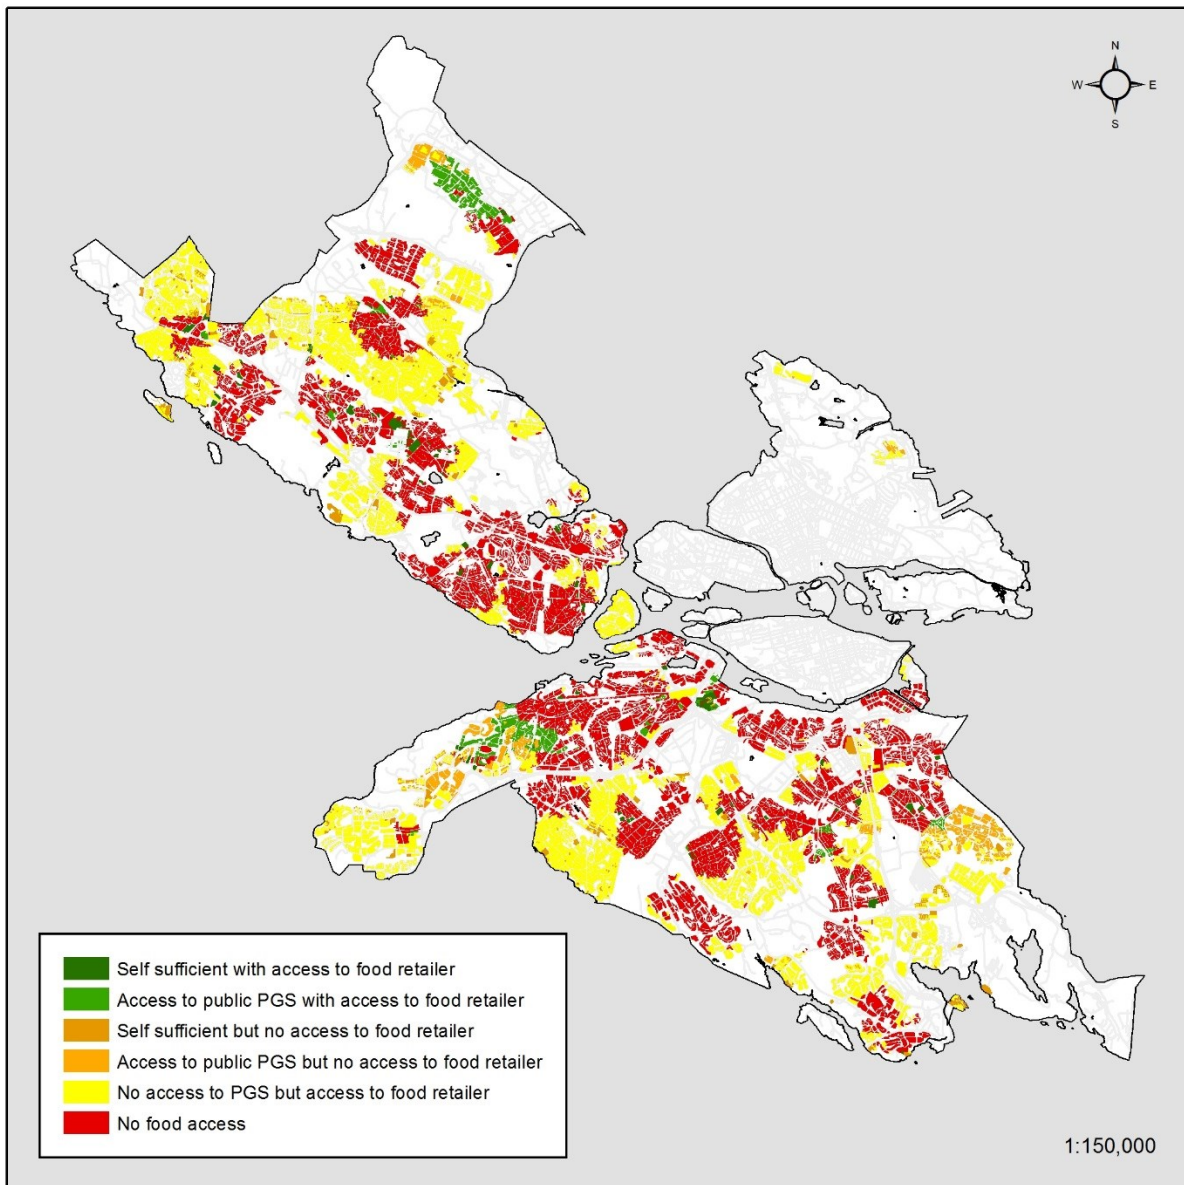 N
W E
S
Self sufficient with access to food retailer
Access to public PGS with access to food retailer
Self sufficient but no access to food retailer
Access to public PGS but no access to food retailer
No access to PGS but access to food retailer
No food access
1:150,000